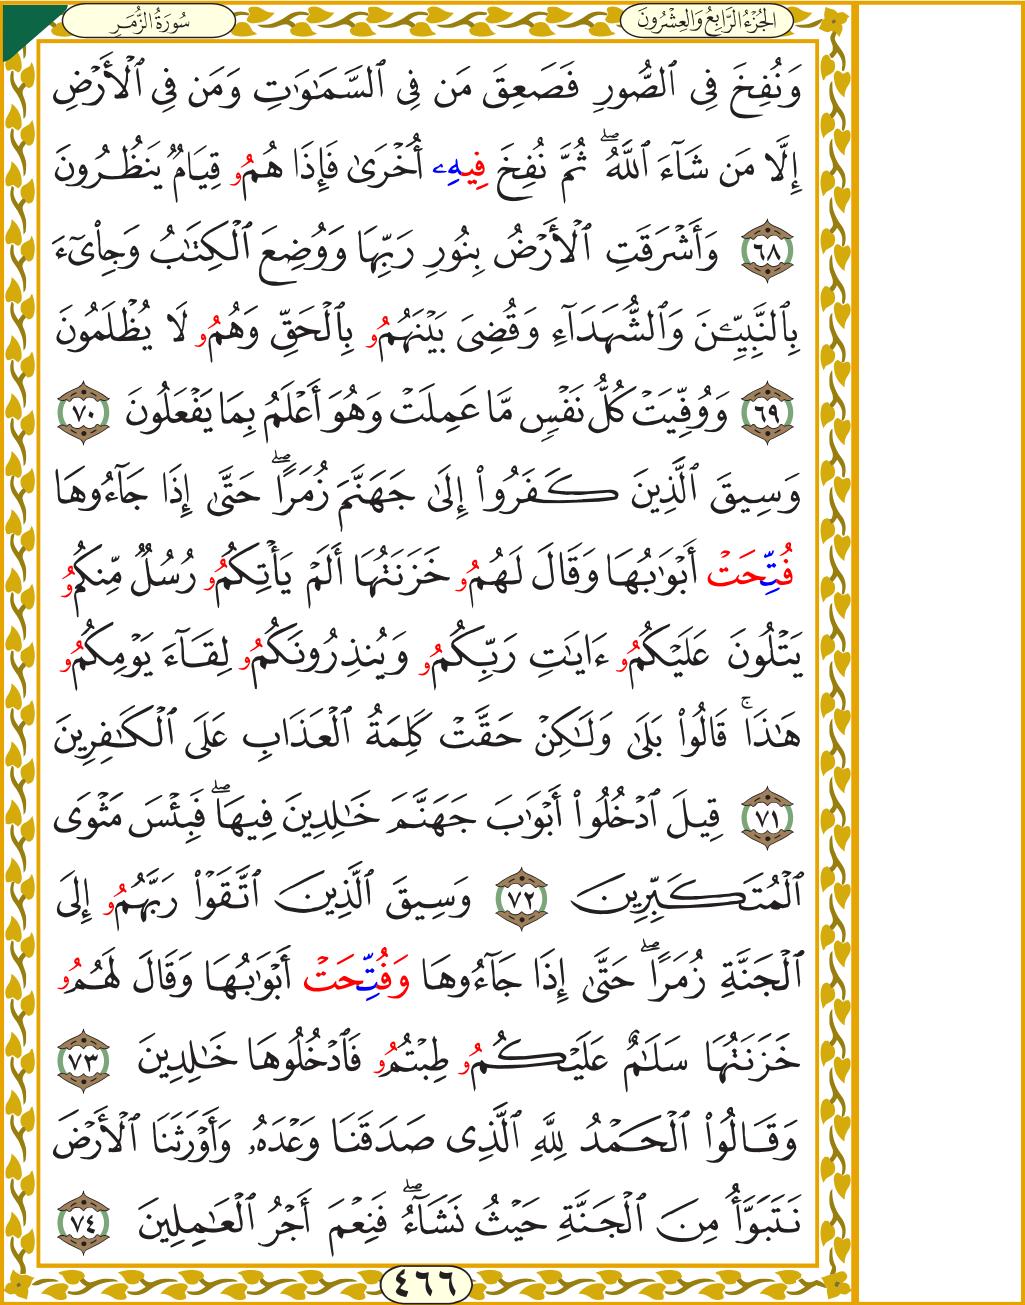 الجُزْءُ الرَّابِعُ وَالعِشْرُونَ
سُورَةُ الزُّمَر
وَنُفِخَ فِي ٱلصُّورِ فَصَعِقَ مَن فِي ٱلسَّمَٰوَٰتِ وَمَن فِي ٱلْأَرْضِ
إِلَّا مَن شَآءَ ٱللَّهُۖ ثُمَّ نُفِخَ فِيهِۦ أُخْرَىٰ فَإِذَا هُمُۥ قِيَامٌ يَنظُرُونَ
٦٨ وَأَشْرَقَتِ ٱلْأَرْضُ بِنُورِ رَبِّهَا وَوُضِعَ ٱلْكِتَٰبُ وَجِاْىٓءَ
بِٱلنَّبِيِّۦنَ وَٱلشُّهَدَآءِ وَقُضِىَ بَيْنَهُمُۥ بِٱلْحَقِّ وَهُمُۥ لَا يُظْلَمُونَ
٦٩ وَوُفِّيَتْ كُلُّ نَفْسٍ مَّا عَمِلَتْ وَهُوَ أَعْلَمُ بِمَا يَفْعَلُونَ ٧٠
وَسِيقَ ٱلَّذِينَ كَفَرُواْ إِلَىٰ جَهَنَّمَ زُمَرًاۖ حَتَّىٰ إِذَا جَآءُوهَا
فُتِّحَتْ أَبْوَٰبُهَا وَقَالَ لَهُمُۥ خَزَنَتُهَا أَلَمْ يَأْتِكُمُۥ رُسُلٌ مِّنكُمُۥ
يَتْلُونَ عَلَيْكُمُۥ ءَايَٰتِ رَبِّكُمُۥ وَيُنذِرُونَكُمُۥ لِقَآءَ يَوْمِكُمُۥ
هَٰذَاۚ قَالُواْ بَلَىٰ وَلَٰكِنْ حَقَّتْ كَلِمَةُ ٱلْعَذَابِ عَلَى ٱلْكَٰفِرِينَ
٧١ قِيلَ ٱدْخُلُواْ أَبْوَٰبَ جَهَنَّمَ خَٰلِدِينَ فِيهَاۖ فَبِئْسَ مَثْوَى
ٱلْمُتَكَبِّرِينَ ٧٢ وَسِيقَ ٱلَّذِينَ ٱتَّقَوْاْ رَبَّهُمُۥ إِلَى
ٱلْجَنَّةِ زُمَرًاۖ حَتَّىٰ إِذَا جَآءُوهَا وَفُتِّحَتْ أَبْوَٰبُهَا وَقَالَ لَهُمُۥ
خَزَنَتُهَا سَلَٰمٌ عَلَيْكُمُۥ طِبْتُمُۥ فَٱدْخُلُوهَا خَٰلِدِينَ ٧٣
وَقَالُواْ ٱلْحَمْدُ لِلَّهِ ٱلَّذِى صَدَقَنَا وَعْدَهُۥ وَأَوْرَثَنَا ٱلْأَرْضَ
نَتَبَوَّأُ مِنَ ٱلْجَنَّةِ حَيْثُ نَشَآءُۖ فَنِعْمَ أَجْرُ ٱلْعَٰمِلِينَ ٧٤
٤٦٦